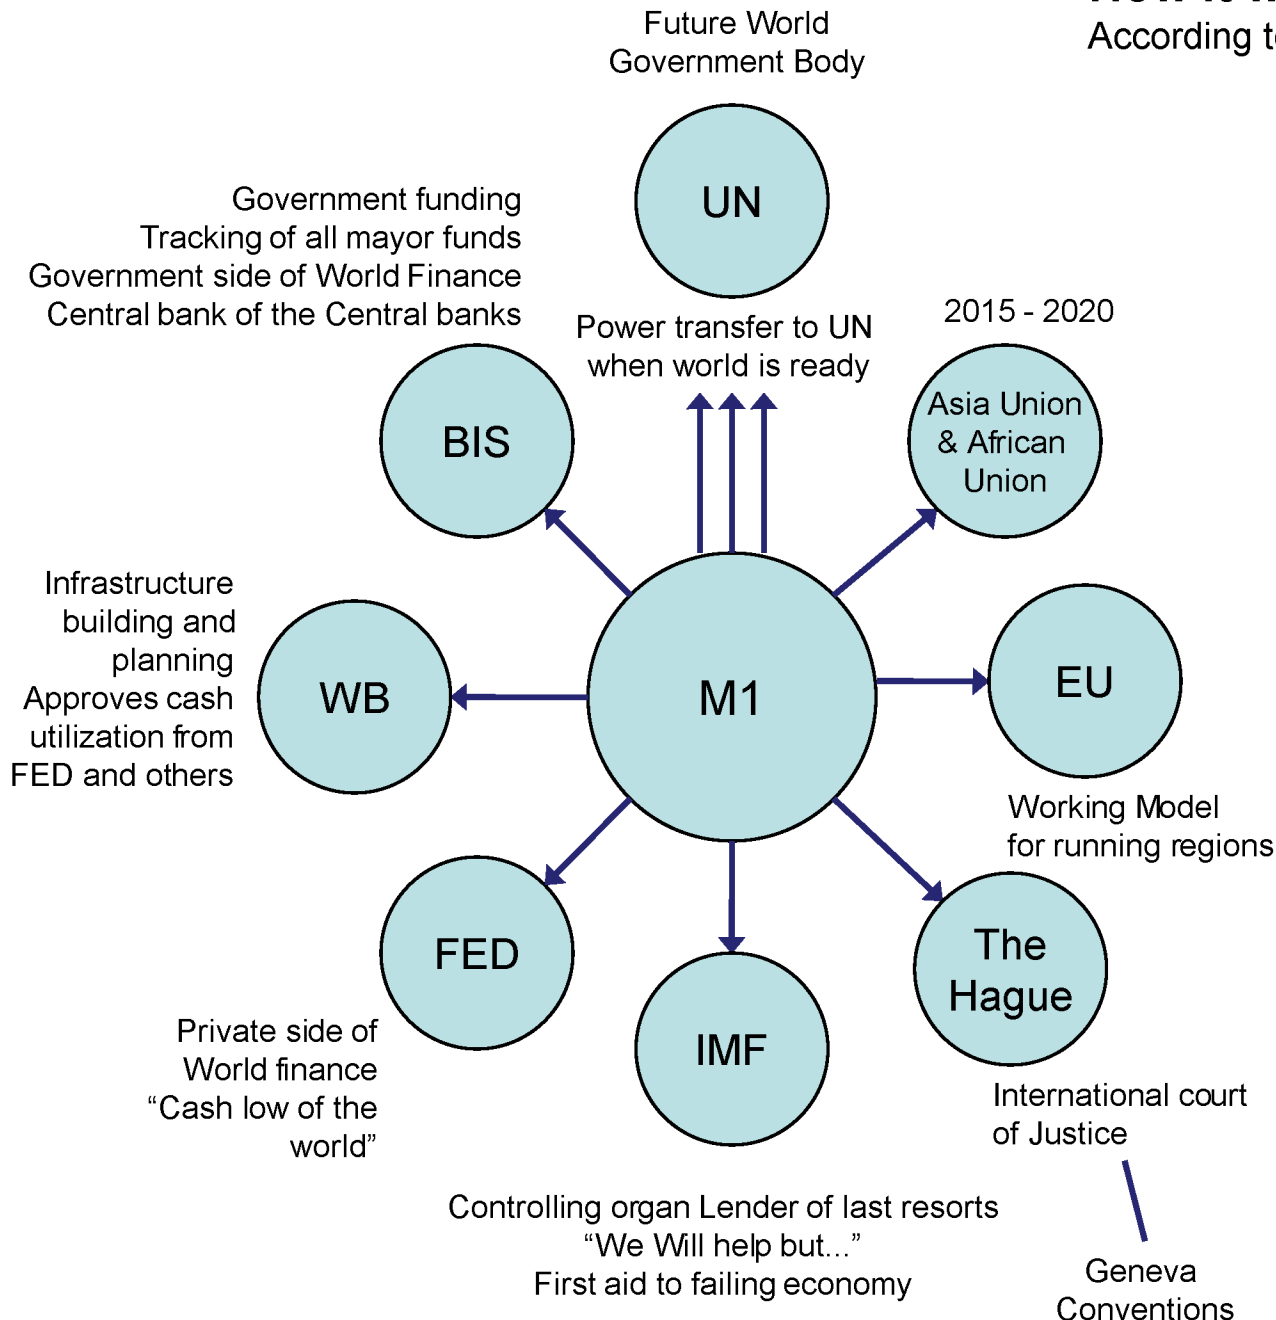 According to
Future World
Government Body
UN
Power transfer to UN
when world is ready
Government funding
Tracking of all mayor funds
Government side of World Finance
Central bank of the Central banks
BIS
2015 - 2020
Asia Union
& African
Union
Infrastructure
building and
planning
Approves cash
utilization from
FED and others
WB
M1
EU
Working Model
for running regions
FED
Private side of
World finance
“Cash low of the
world”
IMF
Controlling organ Lender of last resorts
“We Will help but...”
First aid to failing economy
The
Hague
International court
of Justice
Geneva
Conventions